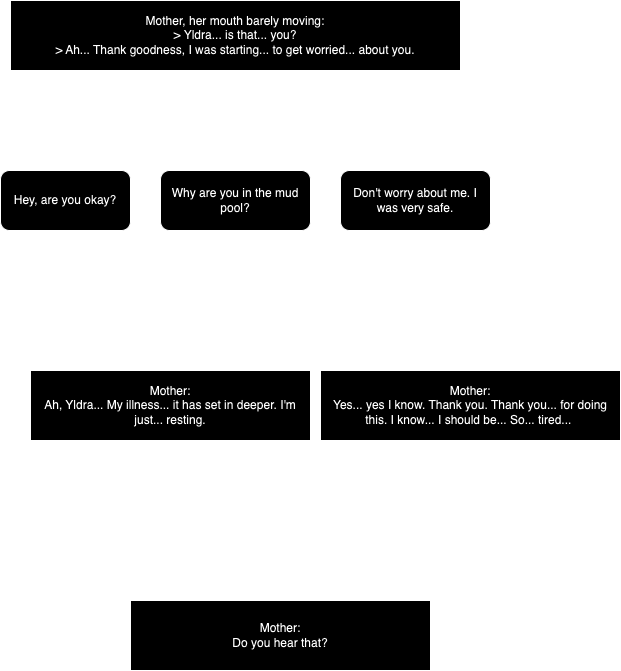 Mother, her mouth barely moving:
> Yldra... is that... you?
> Ah... Thank goodness, I was starting... to get worried... about you.
Hey, are you okay?
Why are you in the mud
pool?
Don't worry about me. I
was very safe.
Mother:
Ah, Yldra... My illness... it has set in deeper. I'm
just... resting.
Mother:
Yes... yes I know. Thank you. Thank you... for doing
this. I know... I should be... So... tired...
Mother:
Do you hear that?